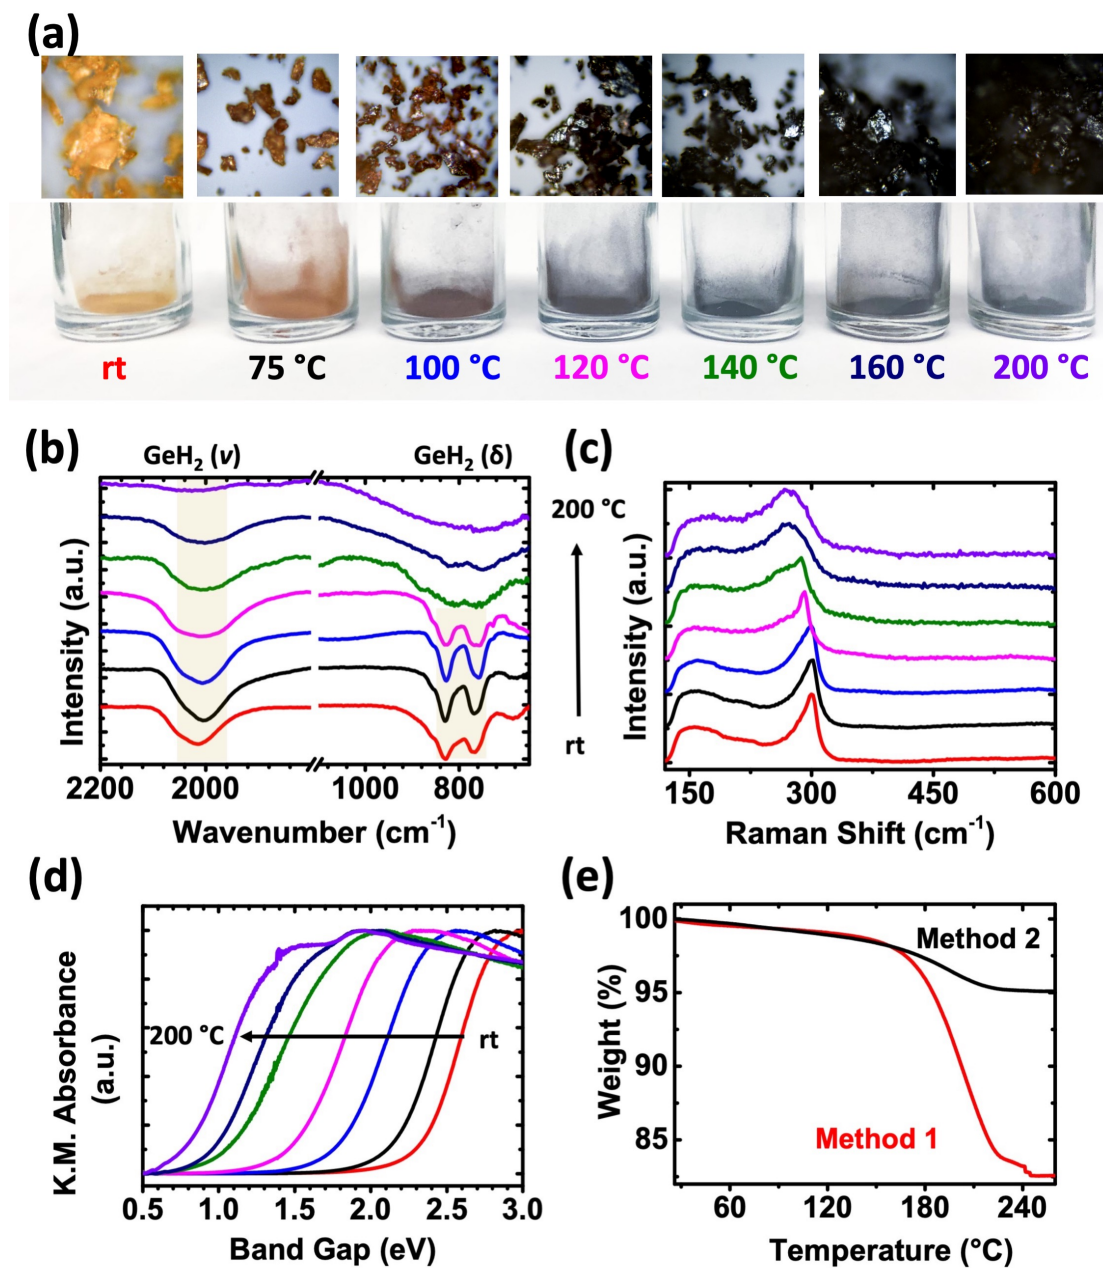 (a)
rt 75 °C 100 °C 120 °C 140 °C 160 °C 200 °C
(b)
GeH₂ (ν) GeH₂ (δ)
Intensity (a.u.)
2200 2000 1000 800
Wavenumber (cm⁻¹)
200 °C
rt
(c)
Intensity (a.u.)
150 300 450 600
Raman Shift (cm⁻¹)
(d)
K.M. Absorbance
(a.u.)
200 °C rt
0.5 1.0 1.5 2.0 2.5 3.0
Band Gap (eV)
(e)
Weight (%)
100
95
90
85
Method 2
Method 1
60 120 180 240
Temperature (°C)